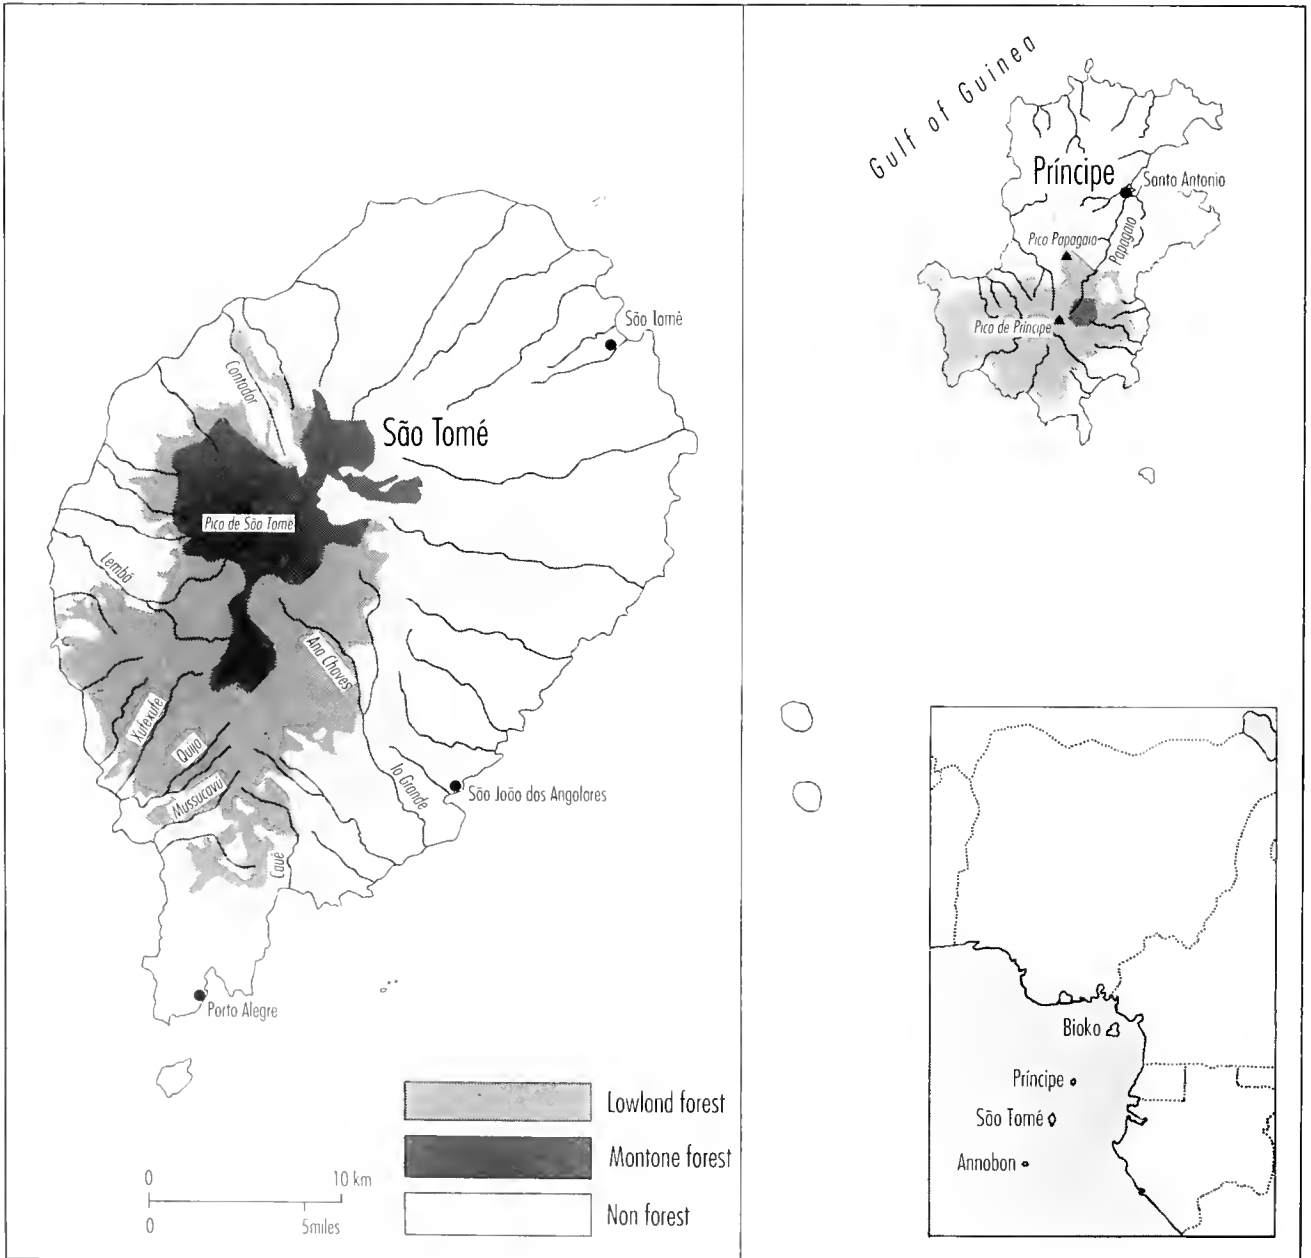 Gulf of Guinea
Príncipe
Santo Antonio
Pico Papagaio
Papagaio
Pico de Príncipe
São Tomé
Contador
São Tomé
Pico de São Tomé
Lembá
Ana Chaves
Xufexufe
Quijo
Mussucavú
Io Grande
São João dos Angolares
Caué
Porto Alegre
Bioko
Príncipe
São Tomé
Annobon
Lowland forest
Montone forest
Non forest
0 10 km
0 5miles